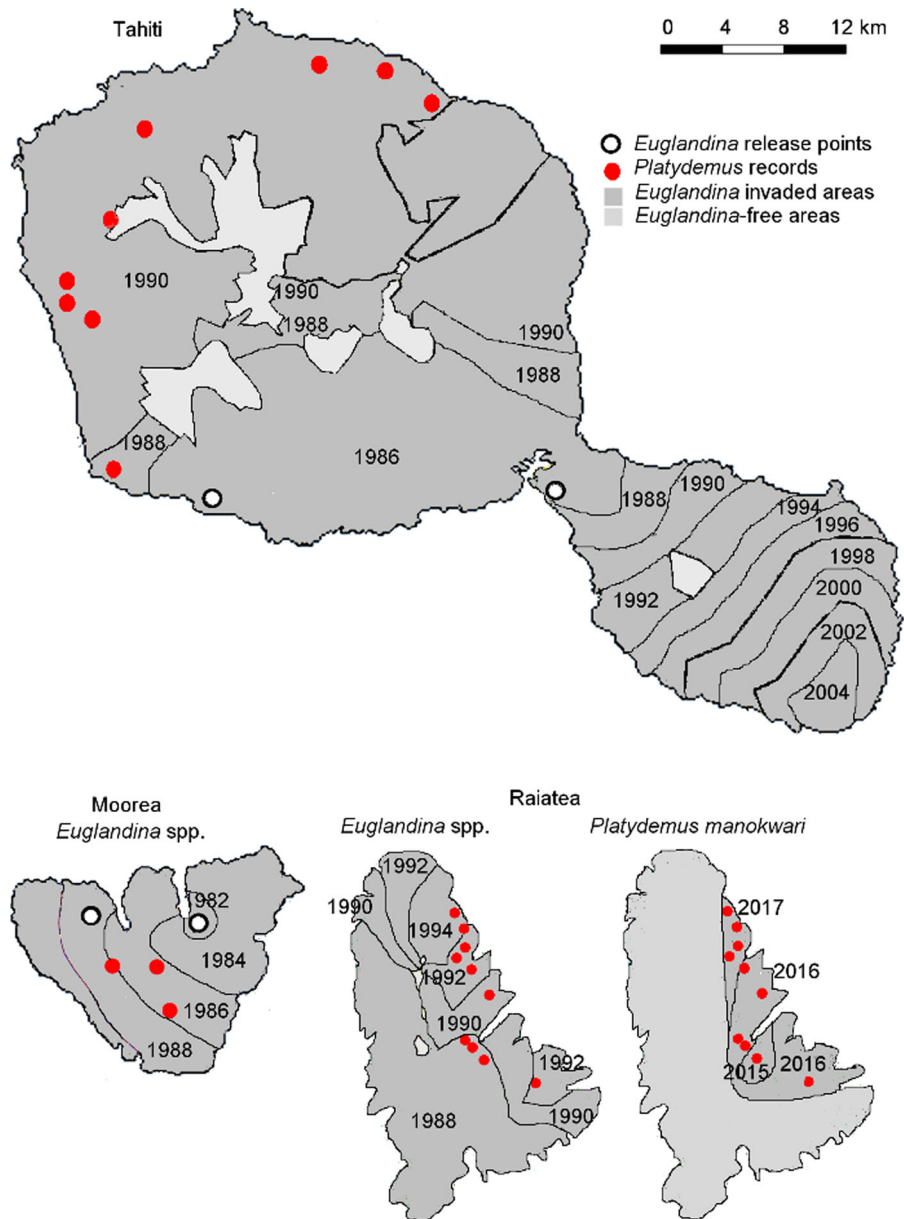 Tahiti
0 4 8 12 km
Euglandina release points
Platydemus records
Euglandina invaded areas
Euglandina-free areas
1990
1990
1988
1990
1988
1988
1986
1988
1990
1994
1996
1998
1992
2000
2002
2004
Moorea
Euglandina spp.
1982
1984
1986
1988
Raiatea
Euglandina spp.
Platydemus manokwari
1992
1990
1994
1992
1990
1992
1988
1990
2017
2016
2015
2016